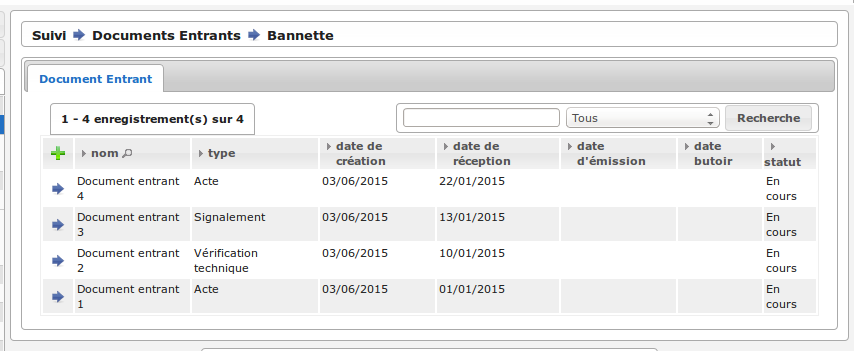 Suivi Documents Entrants Bannette
Document Entrant
1 - 4 enregistrement(s) sur 4
Tous
Recherche
nom type date de création date de réception date d'émission date butoir statut
Document entrant 4 Acte 03/06/2015 22/01/2015 En cours
Document entrant 3 Signalement 03/06/2015 13/01/2015 En cours
Document entrant 2 Vérification technique 03/06/2015 10/01/2015 En cours
Document entrant 1 Acte 03/06/2015 01/01/2015 En cours